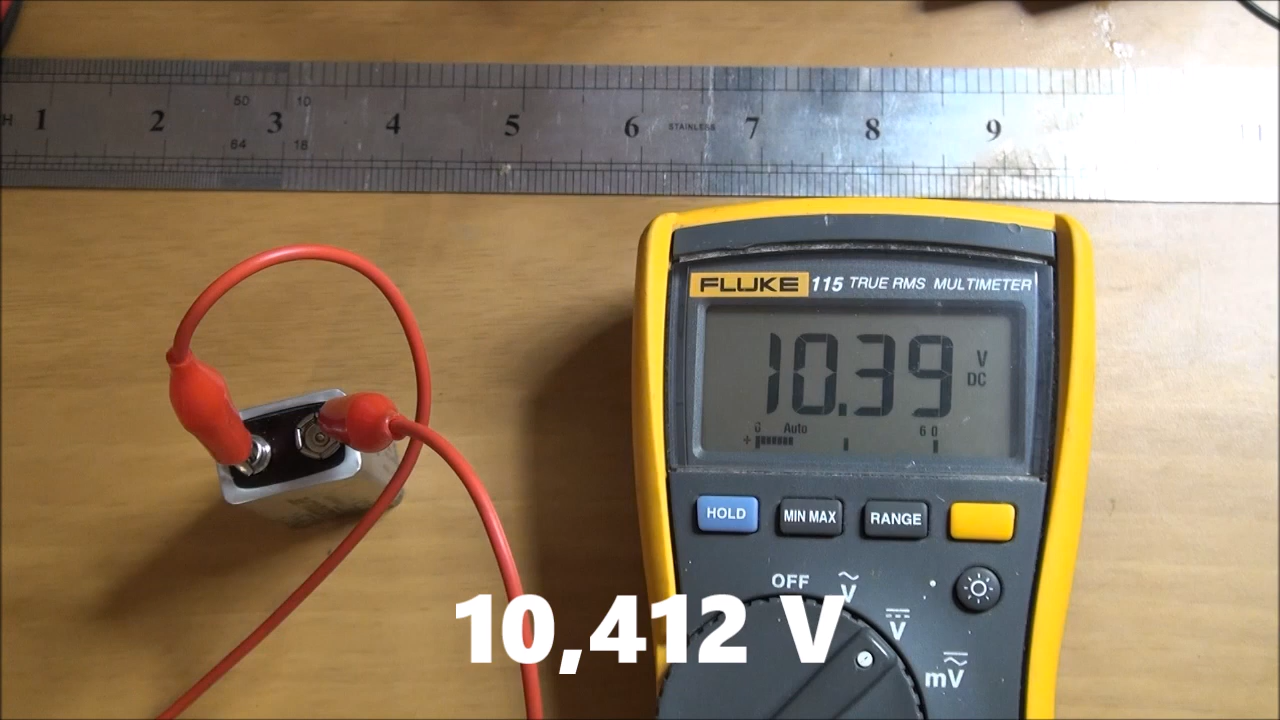 50 10
H 1 2 3 4 5 6 STAINLESS 7 8 9 11
64 16
FLUKE 115 TRUE RMS MULTIMETER
10.39 V DC
0 Auto 60
HOLD MIN MAX RANGE
OFF V
V
mV
10,412 V